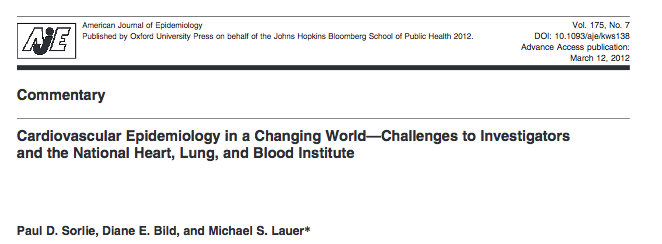 AJE
American Journal of Epidemiology
Published by Oxford University Press on behalf of the Johns Hopkins Bloomberg School of Public Health 2012.
Vol. 175, No. 7
DOI: 10.1093/aje/kws138
Advance Access publication:
March 12, 2012
Commentary
Cardiovascular Epidemiology in a Changing World—Challenges to Investigators
and the National Heart, Lung, and Blood Institute
Paul D. Sorlie, Diane E. Bild, and Michael S. Lauer*